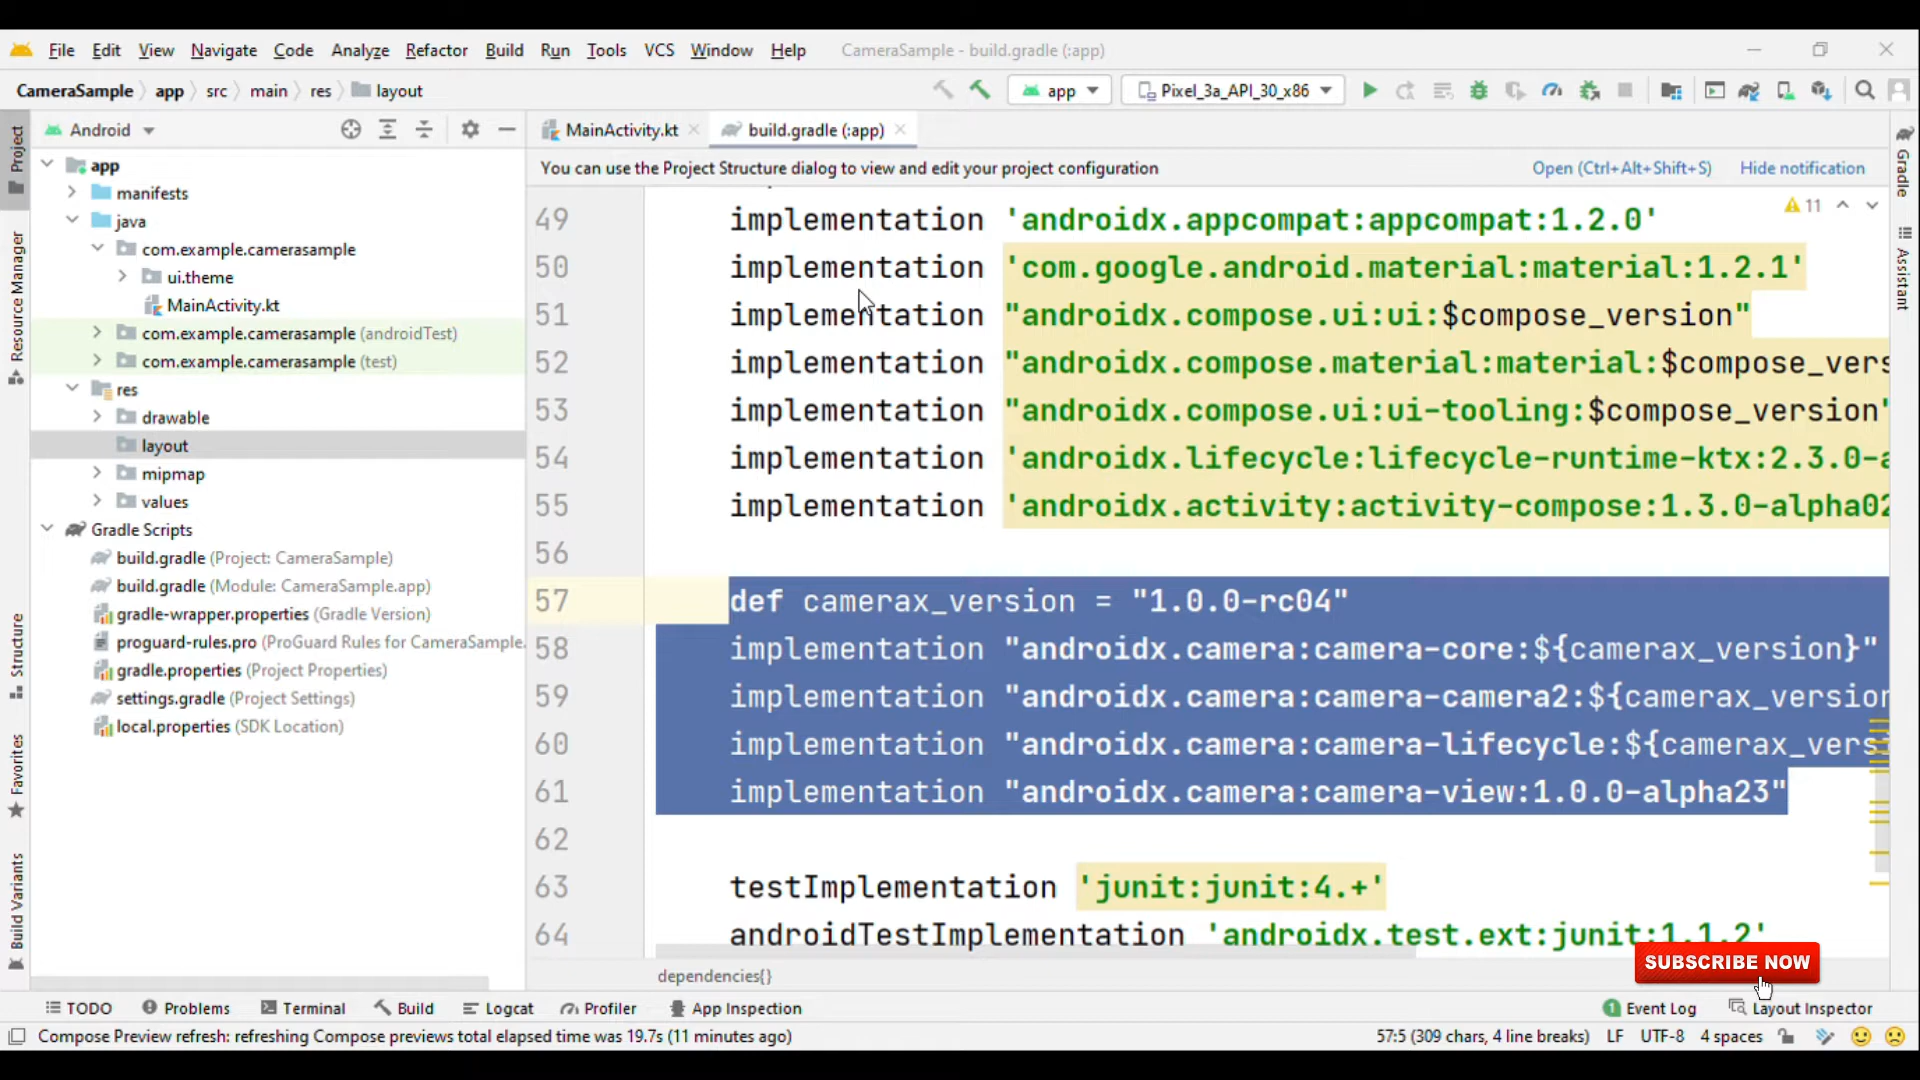 File Edit View Navigate Code Analyze Refactor Build Run Tools VCS Window Help CameraSample - build.gradle (:app)
CameraSample app src main res layout app Pixel_3a_API_30_x86
Android
MainActivity.kt build.gradle (:app)
Project
Resource Manager
Structure
Favorites
Build Variants
app
manifests
java
com.example.camerasample
ui.theme
MainActivity.kt
com.example.camerasample (androidTest)
com.example.camerasample (test)
res
drawable
layout
mipmap
values
Gradle Scripts
build.gradle (Project: CameraSample)
build.gradle (Module: CameraSample.app)
gradle-wrapper.properties (Gradle Version)
proguard-rules.pro (ProGuard Rules for CameraSample.
gradle.properties (Project Properties)
settings.gradle (Project Settings)
local.properties (SDK Location)
You can use the Project Structure dialog to view and edit your project configuration Open (Ctrl+Alt+Shift+S) Hide notification
11
49 implementation 'androidx.appcompat:appcompat:1.2.0'
50 implementation 'com.google.android.material:material:1.2.1'
51 implementation "androidx.compose.ui:ui:$compose_version"
52 implementation "androidx.compose.material:material:$compose_vers
53 implementation "androidx.compose.ui:ui-tooling:$compose_version"
54 implementation 'androidx.lifecycle:lifecycle-runtime-ktx:2.3.0-a
55 implementation 'androidx.activity:activity-compose:1.3.0-alpha02
56
57 def camerax_version = "1.0.0-rc04"
58 implementation "androidx.camera:camera-core:${camerax_version}"
59 implementation "androidx.camera:camera-camera2:${camerax_version
60 implementation "androidx.camera:camera-lifecycle:${camerax_versi
61 implementation "androidx.camera:camera-view:1.0.0-alpha23"
62
63 testImplementation 'junit:junit:4.+'
64 androidTestImplementation 'androidx.test.ext:junit:1.1.2'
SUBSCRIBE NOW
dependencies{}
Gradle
Assistant
TODO Problems Terminal Build Logcat Profiler App Inspection 1 Event Log Layout Inspector
Compose Preview refresh: refreshing Compose previews total elapsed time was 19.7s (11 minutes ago) 57:5 (309 chars, 4 line breaks) LF UTF-8 4 spaces